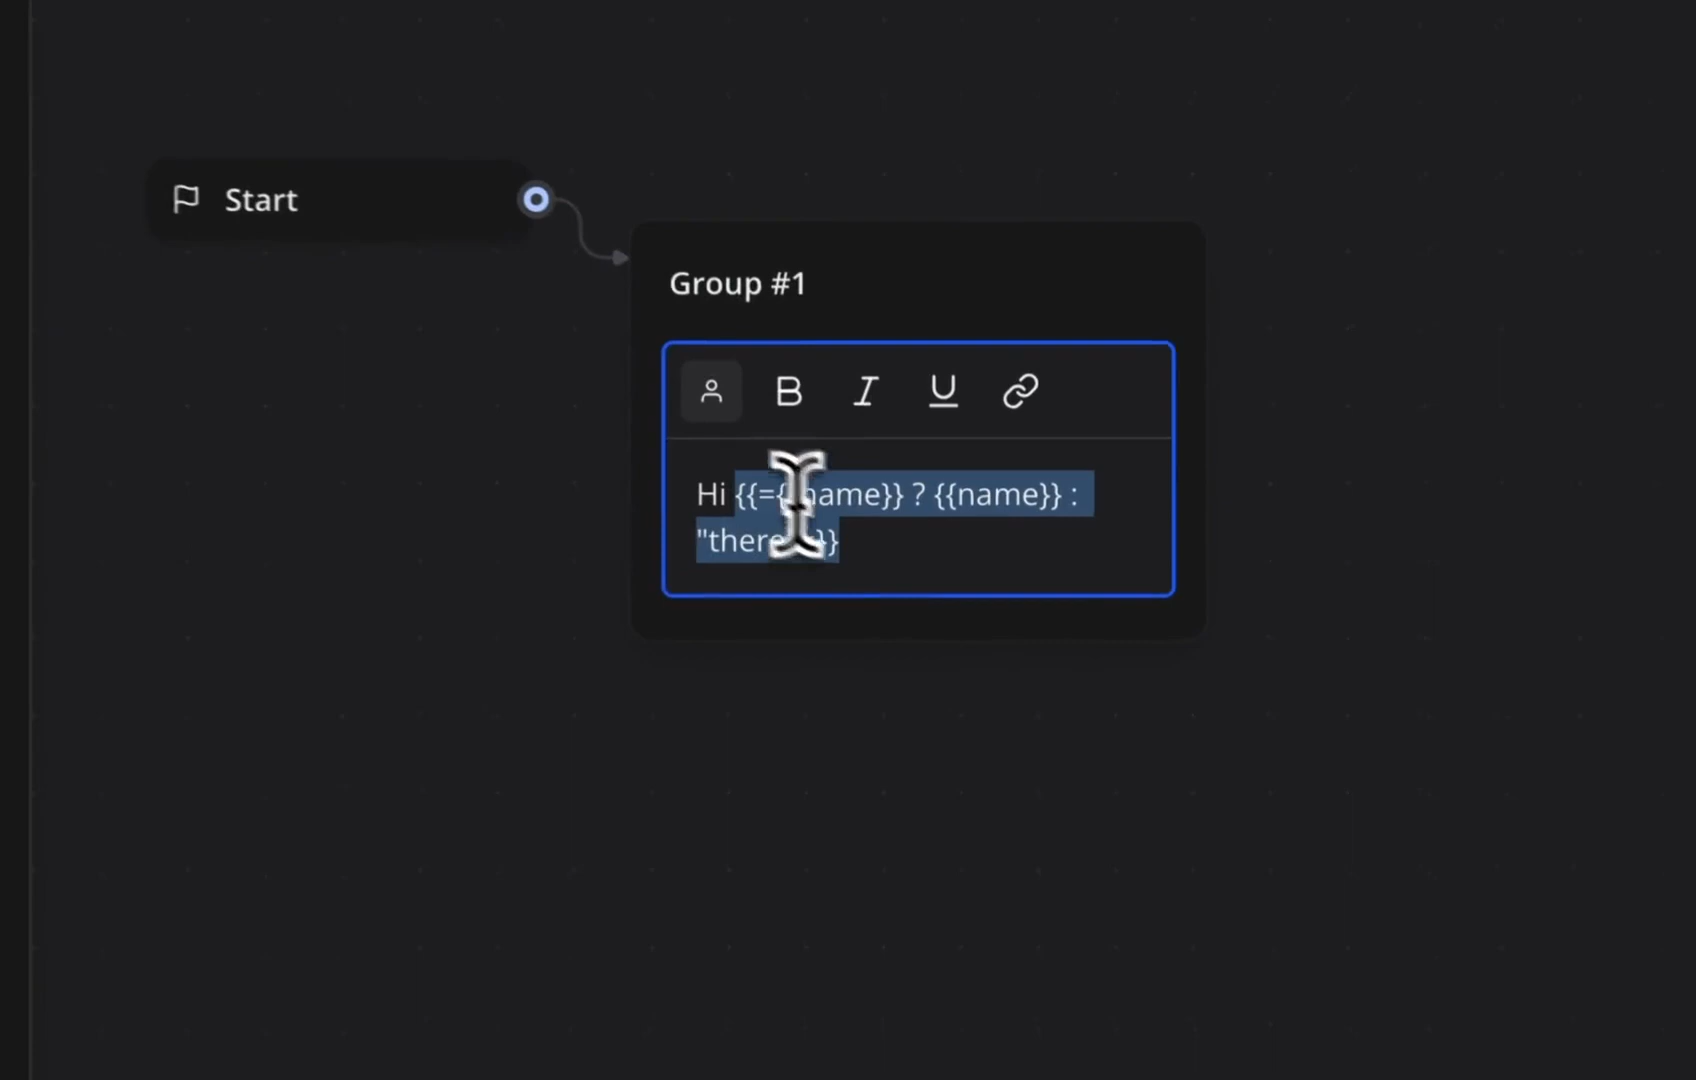 Start
Group #1
B I U
Hi {{={{name}} ? {{name}} :
"there"}}